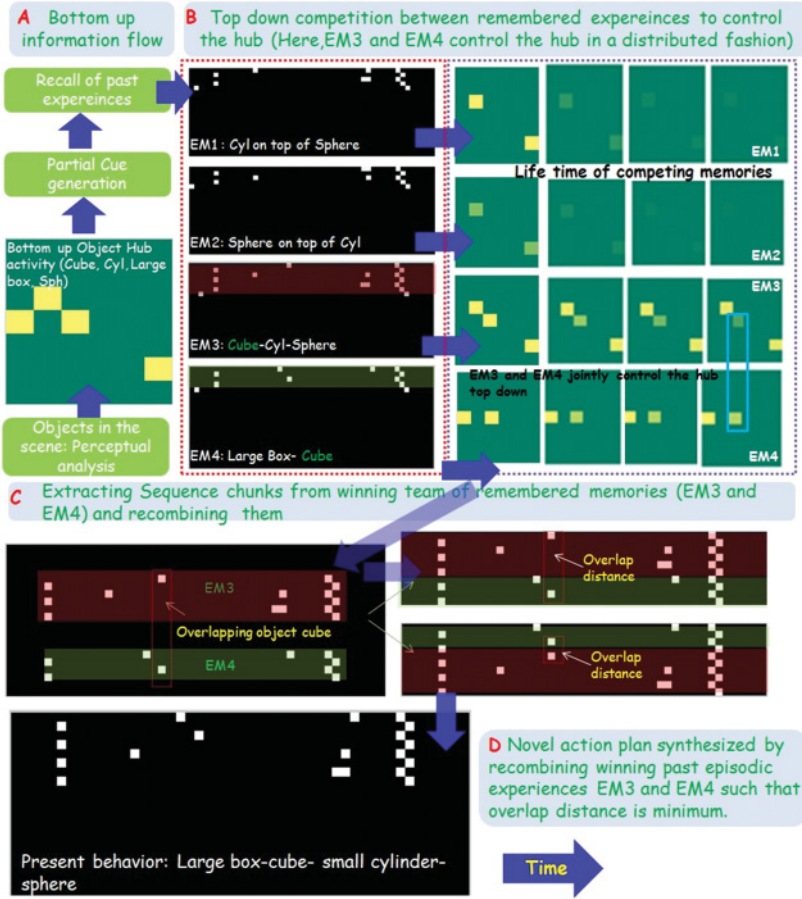 A Bottom up
information flow
B Top down competition between remembered expereinces to control
the hub (Here,EM3 and EM4 control the hub in a distributed fashion)
Recall of past
expereinces
Partial Cue
generation
Bottom up Object Hub
activity (Cube, Cyl,Large
box, Sph)
Objects in the
scene: Perceptual
analysis
EM1: Cyl on top of Sphere
EM2: Sphere on top of Cyl
EM3: Cube-Cyl-Sphere
EM4: Large Box- Cube
EM1
Life time of competing memories
EM2
EM3
EM3 and EM4 jointly control the hub
top down
EM4
C Extracting Sequence chunks from winning team of remembered memories (EM3 and
EM4) and recombining them
EM3
Overlapping object cube
EM4
Overlap
distance
Overlap
distance
Present behavior: Large box-cube- small cylinder-
sphere
D Novel action plan synthesized by
recombining winning past episodic
experiences EM3 and EM4 such that
overlap distance is minimum.
Time